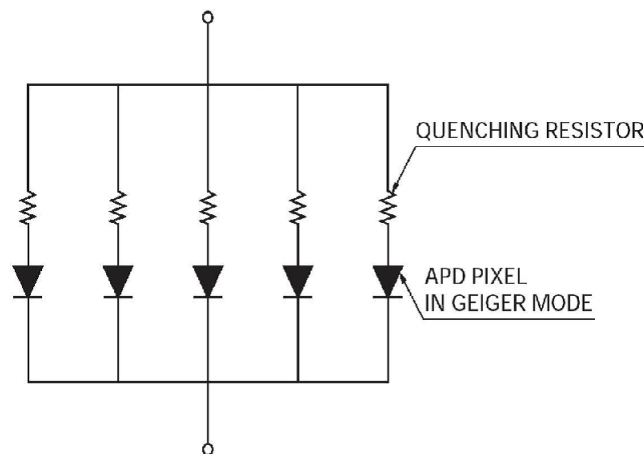 QUENCHING RESISTOR
APD PIXEL
IN GEIGER MODE